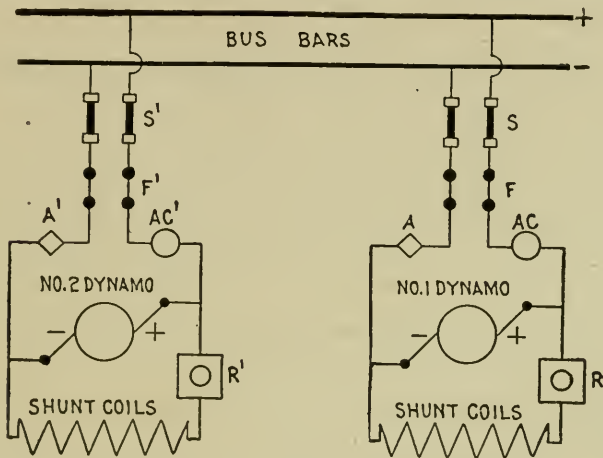 +
BUS BARS
-
S'
S
F'
F
A'
AC'
A
AC
NO.2 DYNAMO
NO.1 DYNAMO
- +
- +
R'
R
SHUNT COILS
SHUNT COILS